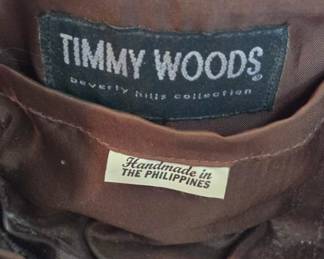 TIMMY WOODS®
beverly hills collection
Handmade in
THE PHILIPPINES